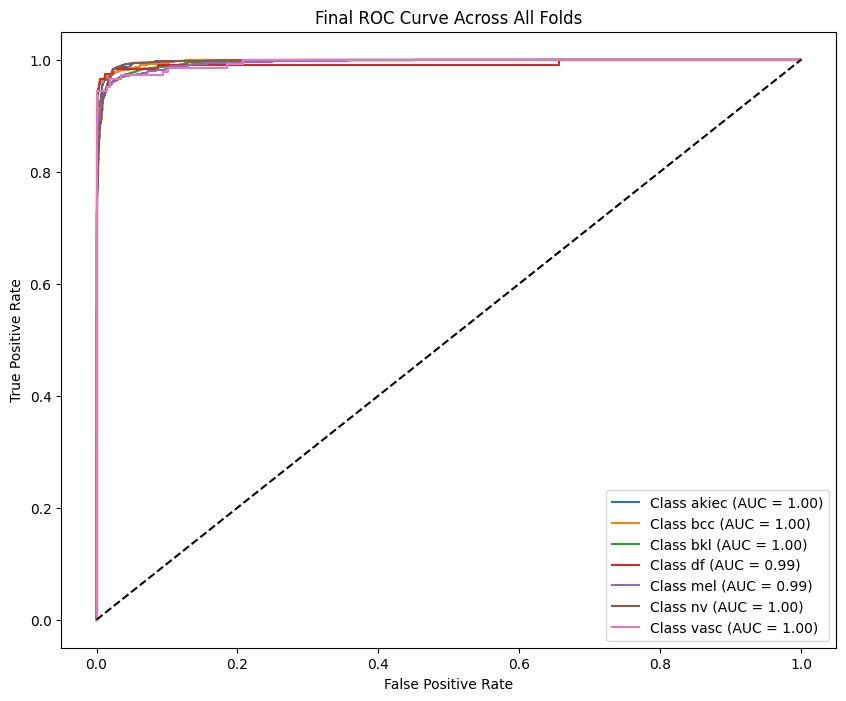 Final ROC Curve Across All Folds
True Positive Rate
1.0
0.8
0.6
0.4
0.2
0.0
0.0 0.2 0.4 0.6 0.8 1.0
False Positive Rate
Class akiec (AUC = 1.00)
Class bcc (AUC = 1.00)
Class bkl (AUC = 1.00)
Class df (AUC = 0.99)
Class mel (AUC = 0.99)
Class nv (AUC = 1.00)
Class vasc (AUC = 1.00)